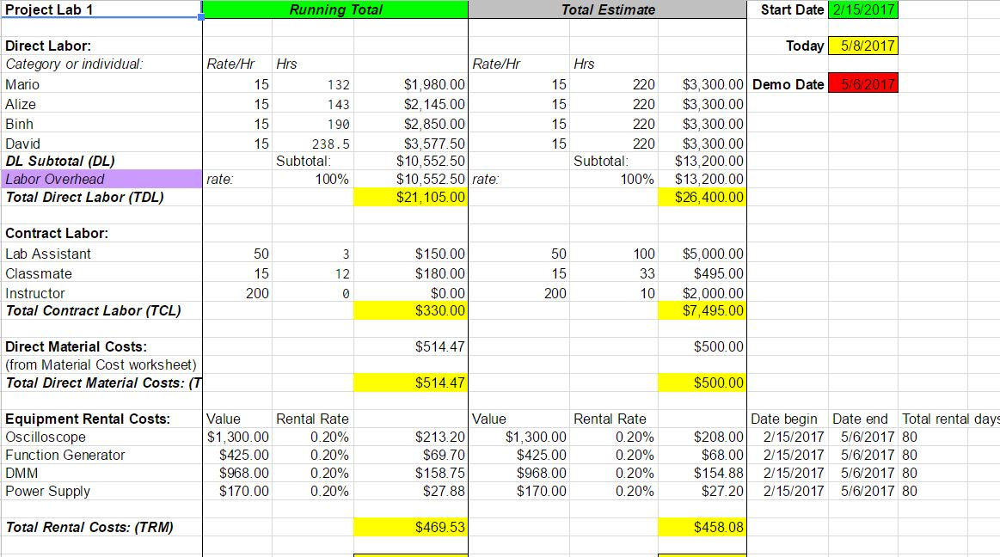 Project Lab 1 Running Total Total Estimate Start Date 2/15/2017
Direct Labor: Today 5/8/2017
Category or individual: Rate/Hr Hrs Rate/Hr Hrs
Mario 15 132 $1,980.00 15 220 $3,300.00 Demo Date 5/6/2017
Alize 15 143 $2,145.00 15 220 $3,300.00
Binh 15 190 $2,850.00 15 220 $3,300.00
David 15 238.5 $3,577.50 15 220 $3,300.00
DL Subtotal (DL) Subtotal: $10,552.50 Subtotal: $13,200.00
Labor Overhead rate: 100% $10,552.50 rate: 100% $13,200.00
Total Direct Labor (TDL) $21,105.00 $26,400.00
Contract Labor:
Lab Assistant 50 3 $150.00 50 100 $5,000.00
Classmate 15 12 $180.00 15 33 $495.00
Instructor 200 0 $0.00 200 10 $2,000.00
Total Contract Labor (TCL) $330.00 $7,495.00
Direct Material Costs: $514.47 $500.00
(from Material Cost worksheet)
Total Direct Material Costs: (T $514.47 $500.00
Equipment Rental Costs: Value Rental Rate Value Rental Rate Date begin Date end Total rental days
Oscilloscope $1,300.00 0.20% $213.20 $1,300.00 0.20% $208.00 2/15/2017 5/6/2017 80
Function Generator $425.00 0.20% $69.70 $425.00 0.20% $68.00 2/15/2017 5/6/2017 80
DMM $968.00 0.20% $158.75 $968.00 0.20% $154.88 2/15/2017 5/6/2017 80
Power Supply $170.00 0.20% $27.88 $170.00 0.20% $27.20 2/15/2017 5/6/2017 80
Total Rental Costs: (TRM) $469.53 $458.08